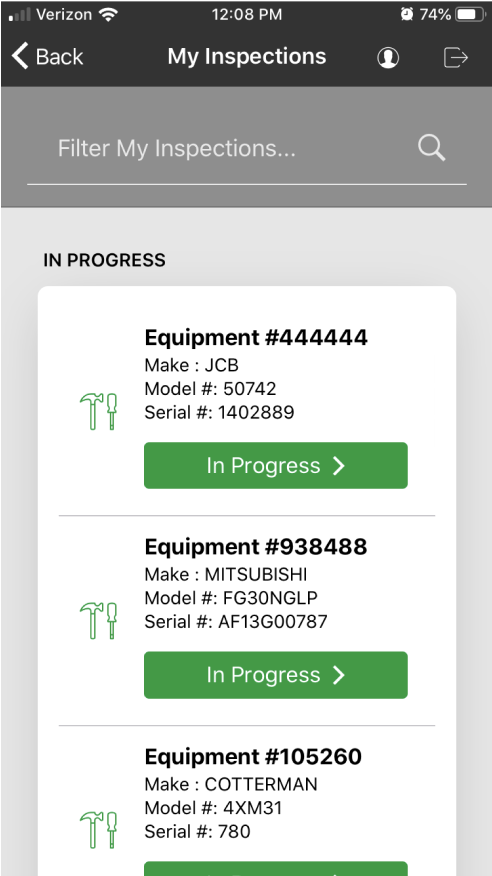 Verizon 12:08 PM 74%
Back My Inspections
Filter My Inspections...
IN PROGRESS
Equipment #444444
Make : JCB
Model #: 50742
Serial #: 1402889
In Progress
Equipment #938488
Make : MITSUBISHI
Model #: FG30NGLP
Serial #: AF13G00787
In Progress
Equipment #105260
Make : COTTERMAN
Model #: 4XM31
Serial #: 780